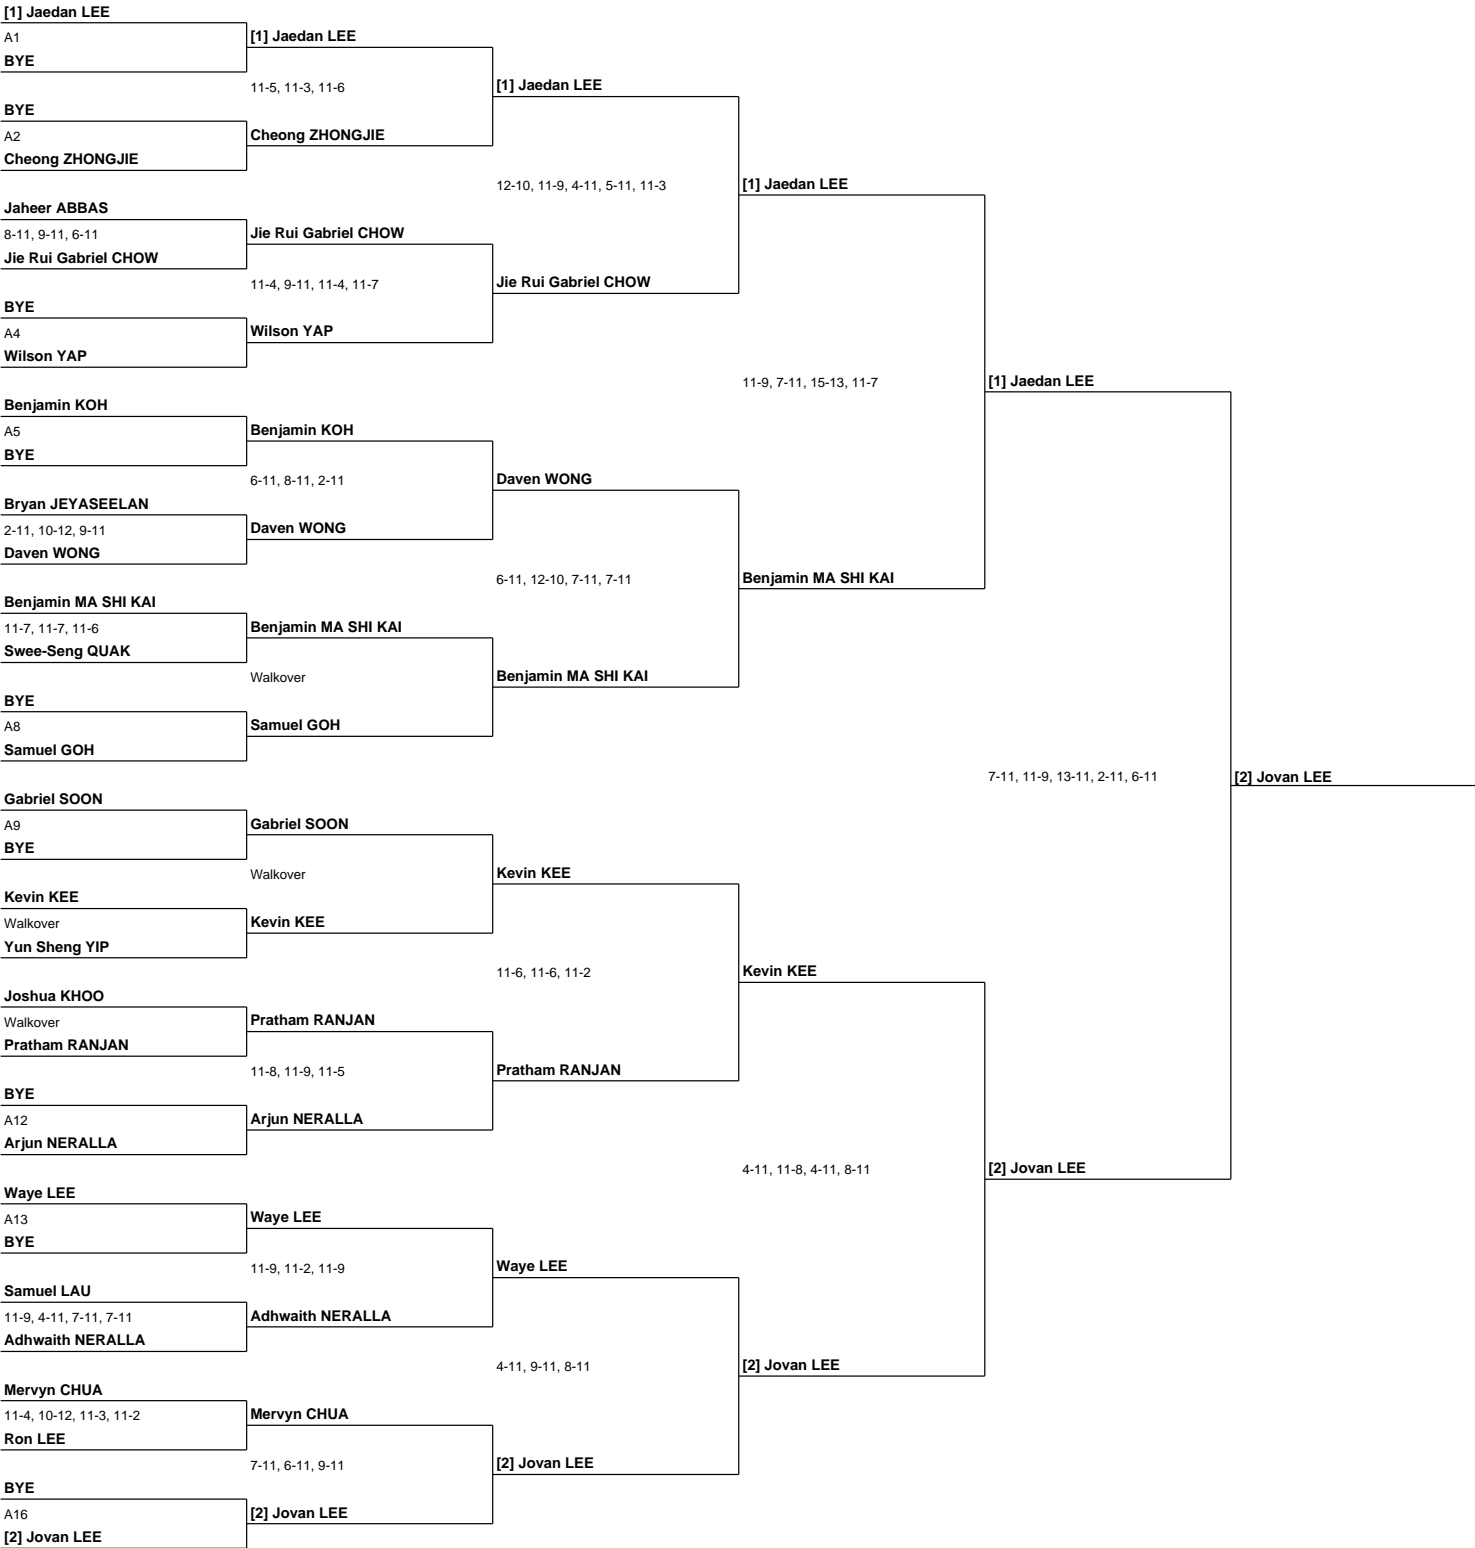 [1] Jaedan LEE
A1
BYE
[1] Jaedan LEE
11-5, 11-3, 11-6
[1] Jaedan LEE
BYE
A2
Cheong ZHONGJIE
Cheong ZHONGJIE
12-10, 11-9, 4-11, 5-11, 11-3
[1] Jaedan LEE
Jaheer ABBAS
8-11, 9-11, 6-11
Jie Rui Gabriel CHOW
Jie Rui Gabriel CHOW
11-4, 9-11, 11-4, 11-7
Jie Rui Gabriel CHOW
BYE
A4
Wilson YAP
Wilson YAP
11-9, 7-11, 15-13, 11-7
[1] Jaedan LEE
Benjamin KOH
A5
BYE
Benjamin KOH
6-11, 8-11, 2-11
Daven WONG
Bryan JEYASEELAN
2-11, 10-12, 9-11
Daven WONG
Daven WONG
6-11, 12-10, 7-11, 7-11
Benjamin MA SHI KAI
Benjamin MA SHI KAI
11-7, 11-7, 11-6
Swee-Seng QUAK
Benjamin MA SHI KAI
Walkover
Benjamin MA SHI KAI
BYE
A8
Samuel GOH
Samuel GOH
7-11, 11-9, 13-11, 2-11, 6-11
[2] Jovan LEE
Gabriel SOON
A9
BYE
Gabriel SOON
Walkover
Kevin KEE
Kevin KEE
Walkover
Yun Sheng YIP
Kevin KEE
11-6, 11-6, 11-2
Kevin KEE
Joshua KHOO
Walkover
Pratham RANJAN
Pratham RANJAN
11-8, 11-9, 11-5
Pratham RANJAN
BYE
A12
Arjun NERALLA
Arjun NERALLA
4-11, 11-8, 4-11, 8-11
[2] Jovan LEE
Waye LEE
A13
BYE
Waye LEE
11-9, 11-2, 11-9
Waye LEE
Samuel LAU
11-9, 4-11, 7-11, 7-11
Adhwaith NERALLA
Adhwaith NERALLA
4-11, 9-11, 8-11
[2] Jovan LEE
Mervyn CHUA
11-4, 10-12, 11-3, 11-2
Ron LEE
Mervyn CHUA
7-11, 6-11, 9-11
[2] Jovan LEE
BYE
A16
[2] Jovan LEE
[2] Jovan LEE